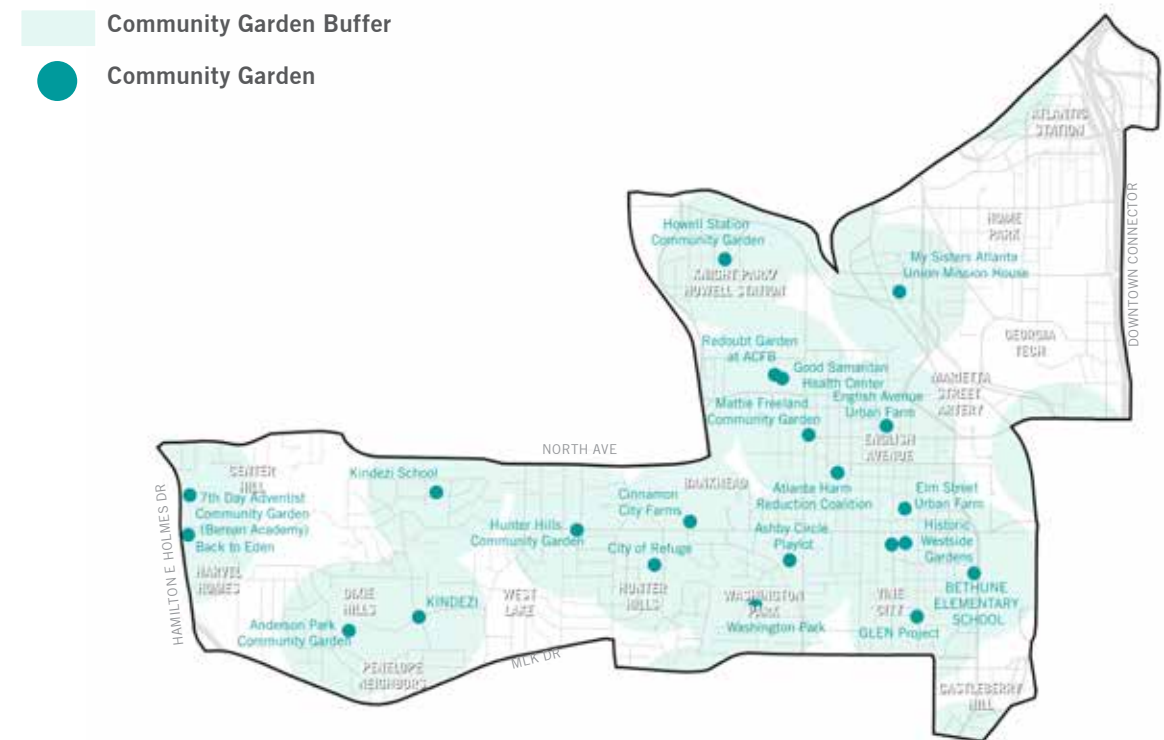 Community Garden Buffer
Community Garden
ATLANTIC
STATION
DOWNTOWN CONNECTOR
HOME
PARK
Howell Station
Community Garden
KNIGHT PARK/
HOWELL STATION
My Sisters Atlanta
Union Mission House
GEORGIA
TECH
Redoubt Garden
at ACFB
Good Samaritan
Health Center
MARIETTA
STREET
ARTERY
Mattie Freeland
Community Garden
English Avenue
Urban Farm
ENGLISH
AVENUE
NORTH AVE
CENTER
HILL
Kindezi School
BANKHEAD
7th Day Adventist
Community Garden
(Berean Academy)
Back to Eden
HAMILTON E HOLMES DR
Cinnamon
City Farms
Atlanta Harm
Reduction Coalition
Elm Street
Urban Farm
Hunter Hills
Community Garden
City of Refuge
Ashby Circle
Playlot
Historic
Westside
Gardens
HARVEL
HOMES
DIXIE
HILLS
KINDEZI
WEST
LAKE
HUNTER
HILLS
WASHINGTON
PARK
Washington Park
VINE
CITY
GLEN Project
BETHUNE
ELEMENTARY
SCHOOL
Anderson Park
Community Garden
PENELOPE
NEIGHBORS
MLK DR
CASTLEBERRY
HILL